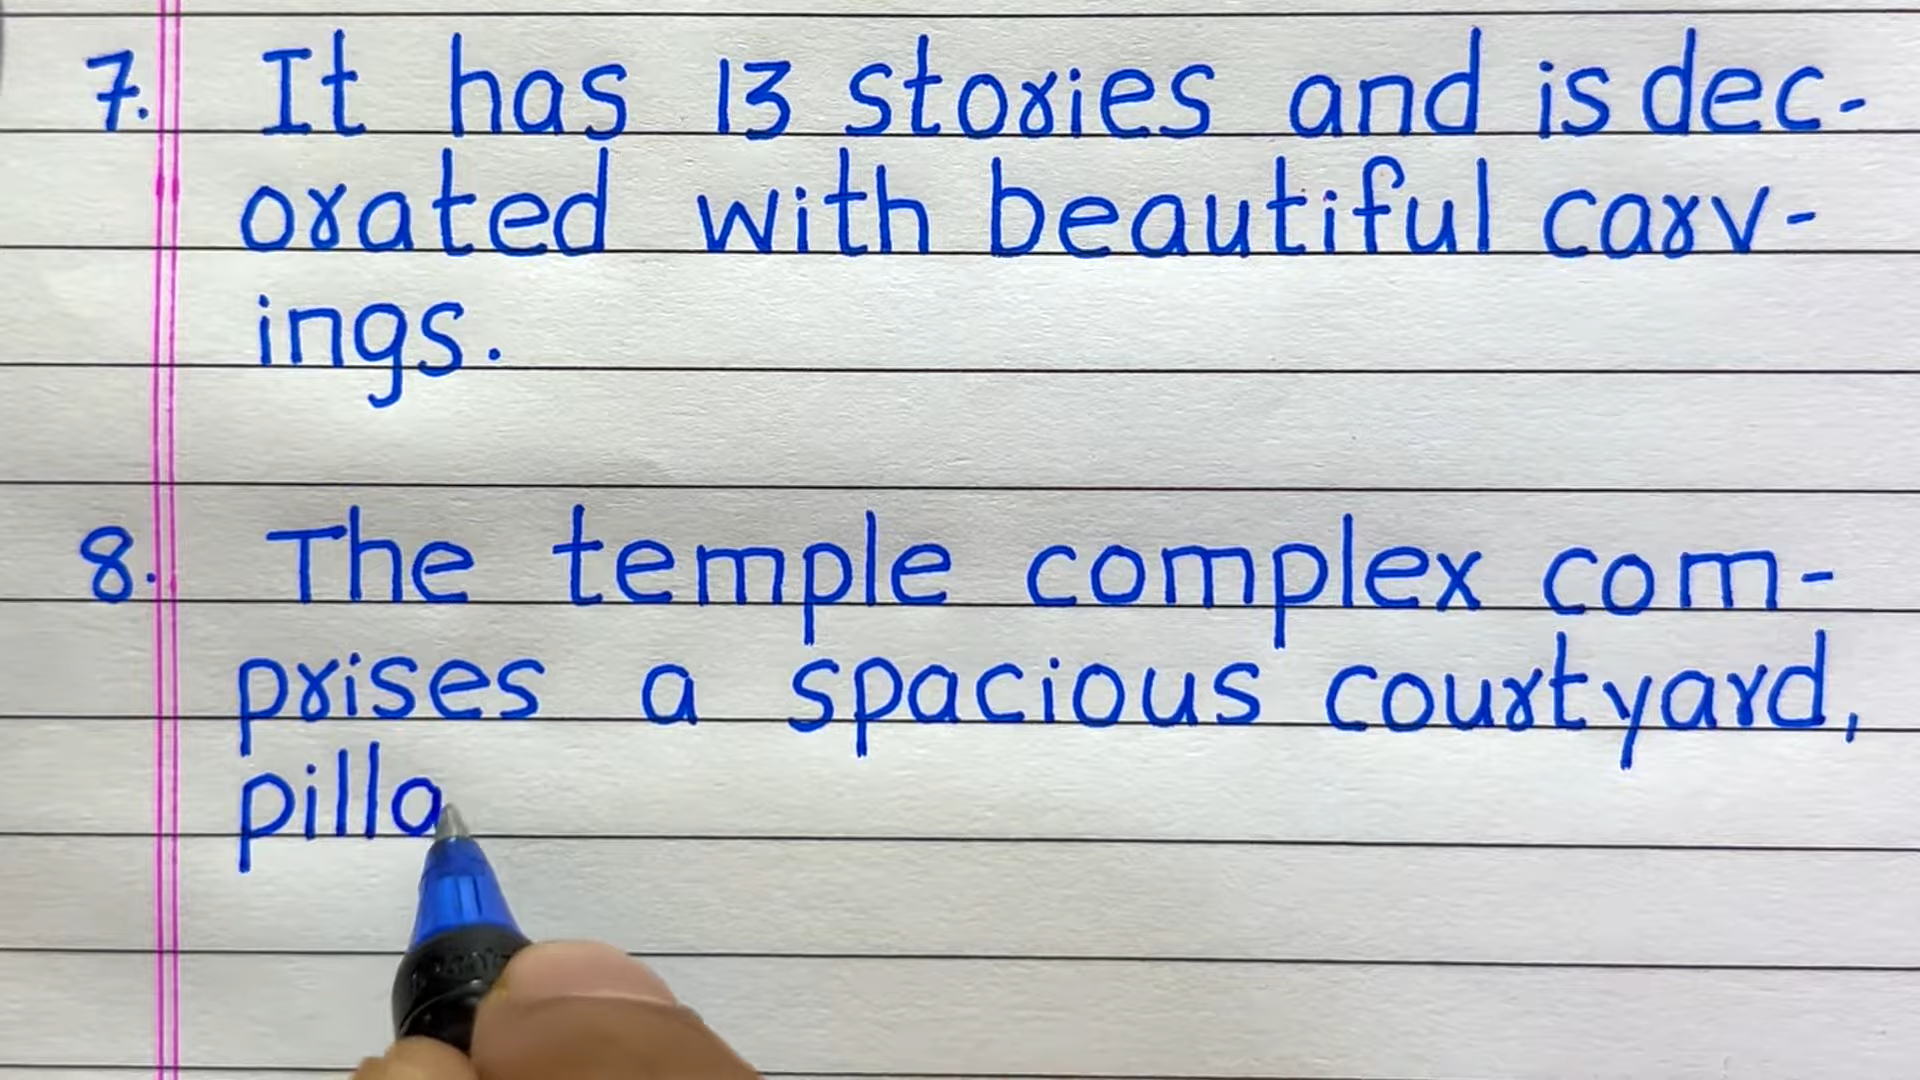 7. It has 13 stories and is dec-
orated with beautiful carv-
ings.
8. The temple complex com-
prises a spacious courtyard,
pilla